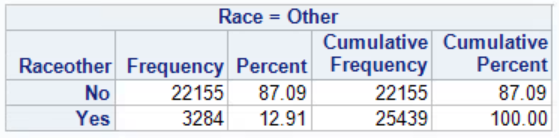 Race = Other
Cumulative Cumulative
Raceother Frequency Percent Frequency Percent
No 22155 87.09 22155 87.09
Yes 3284 12.91 25439 100.00